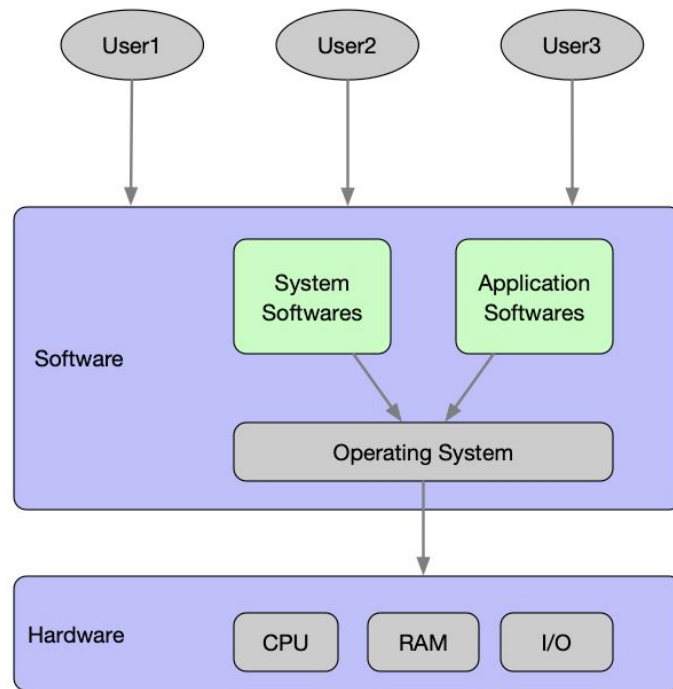 User1
User2
User3
System
Softwares
Application
Softwares
Software
Operating System
Hardware
CPU
RAM
I/O